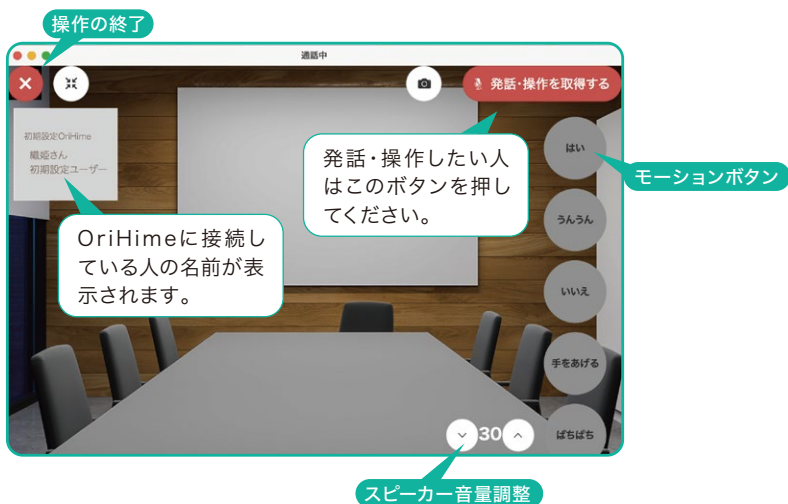 操作の終了
通話中
発話・操作を取得する
初期設定OriHime
織姫さん
初期設定ユーザー
発話・操作したい人
はこのボタンを押し
てください。
はい
モーションボタン
うんうん
OriHimeに接続し
ている人の名前が表
示されます。
いいえ
手をあげる
30
ぱちぱち
スピーカー音量調整